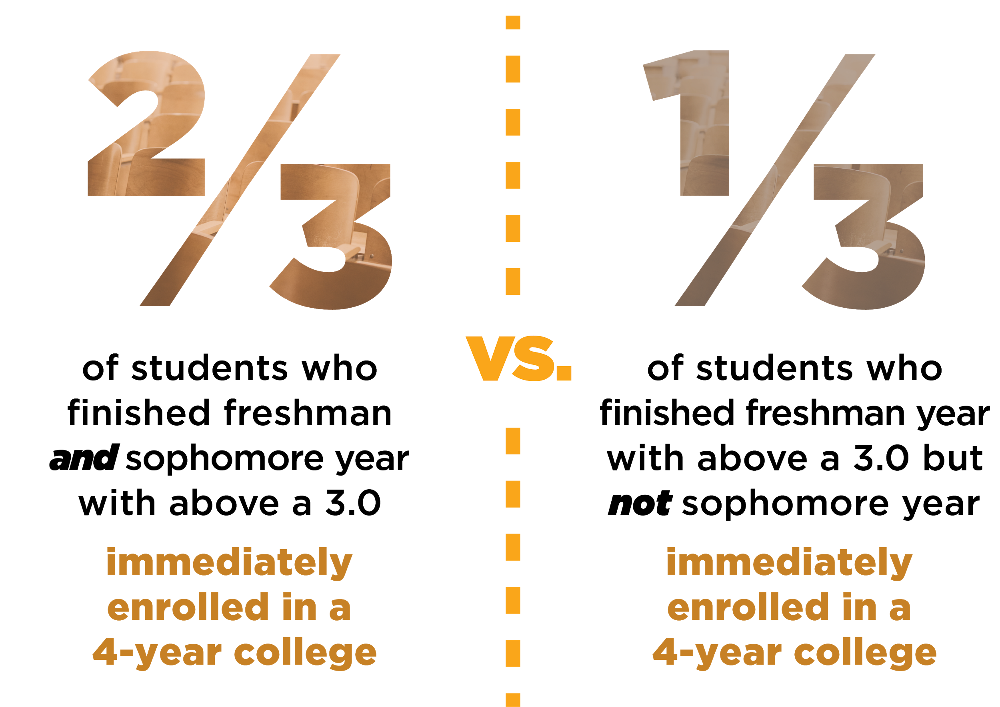 2/3
of students who
finished freshman
and sophomore year
with above a 3.0
immediately
enrolled in a
4-year college
vs.
1/3
of students who
finished freshman year
with above a 3.0 but
not sophomore year
immediately
enrolled in a
4-year college